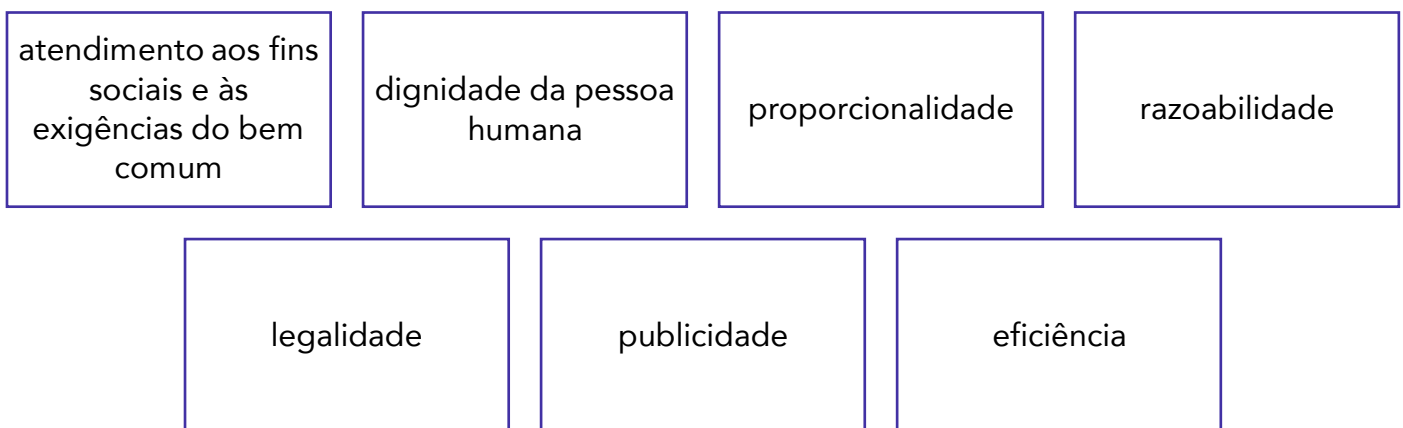 atendimento aos fins
sociais e às
exigências do bem
comum
dignidade da pessoa
humana
proporcionalidade
razoabilidade
legalidade
publicidade
eficiência